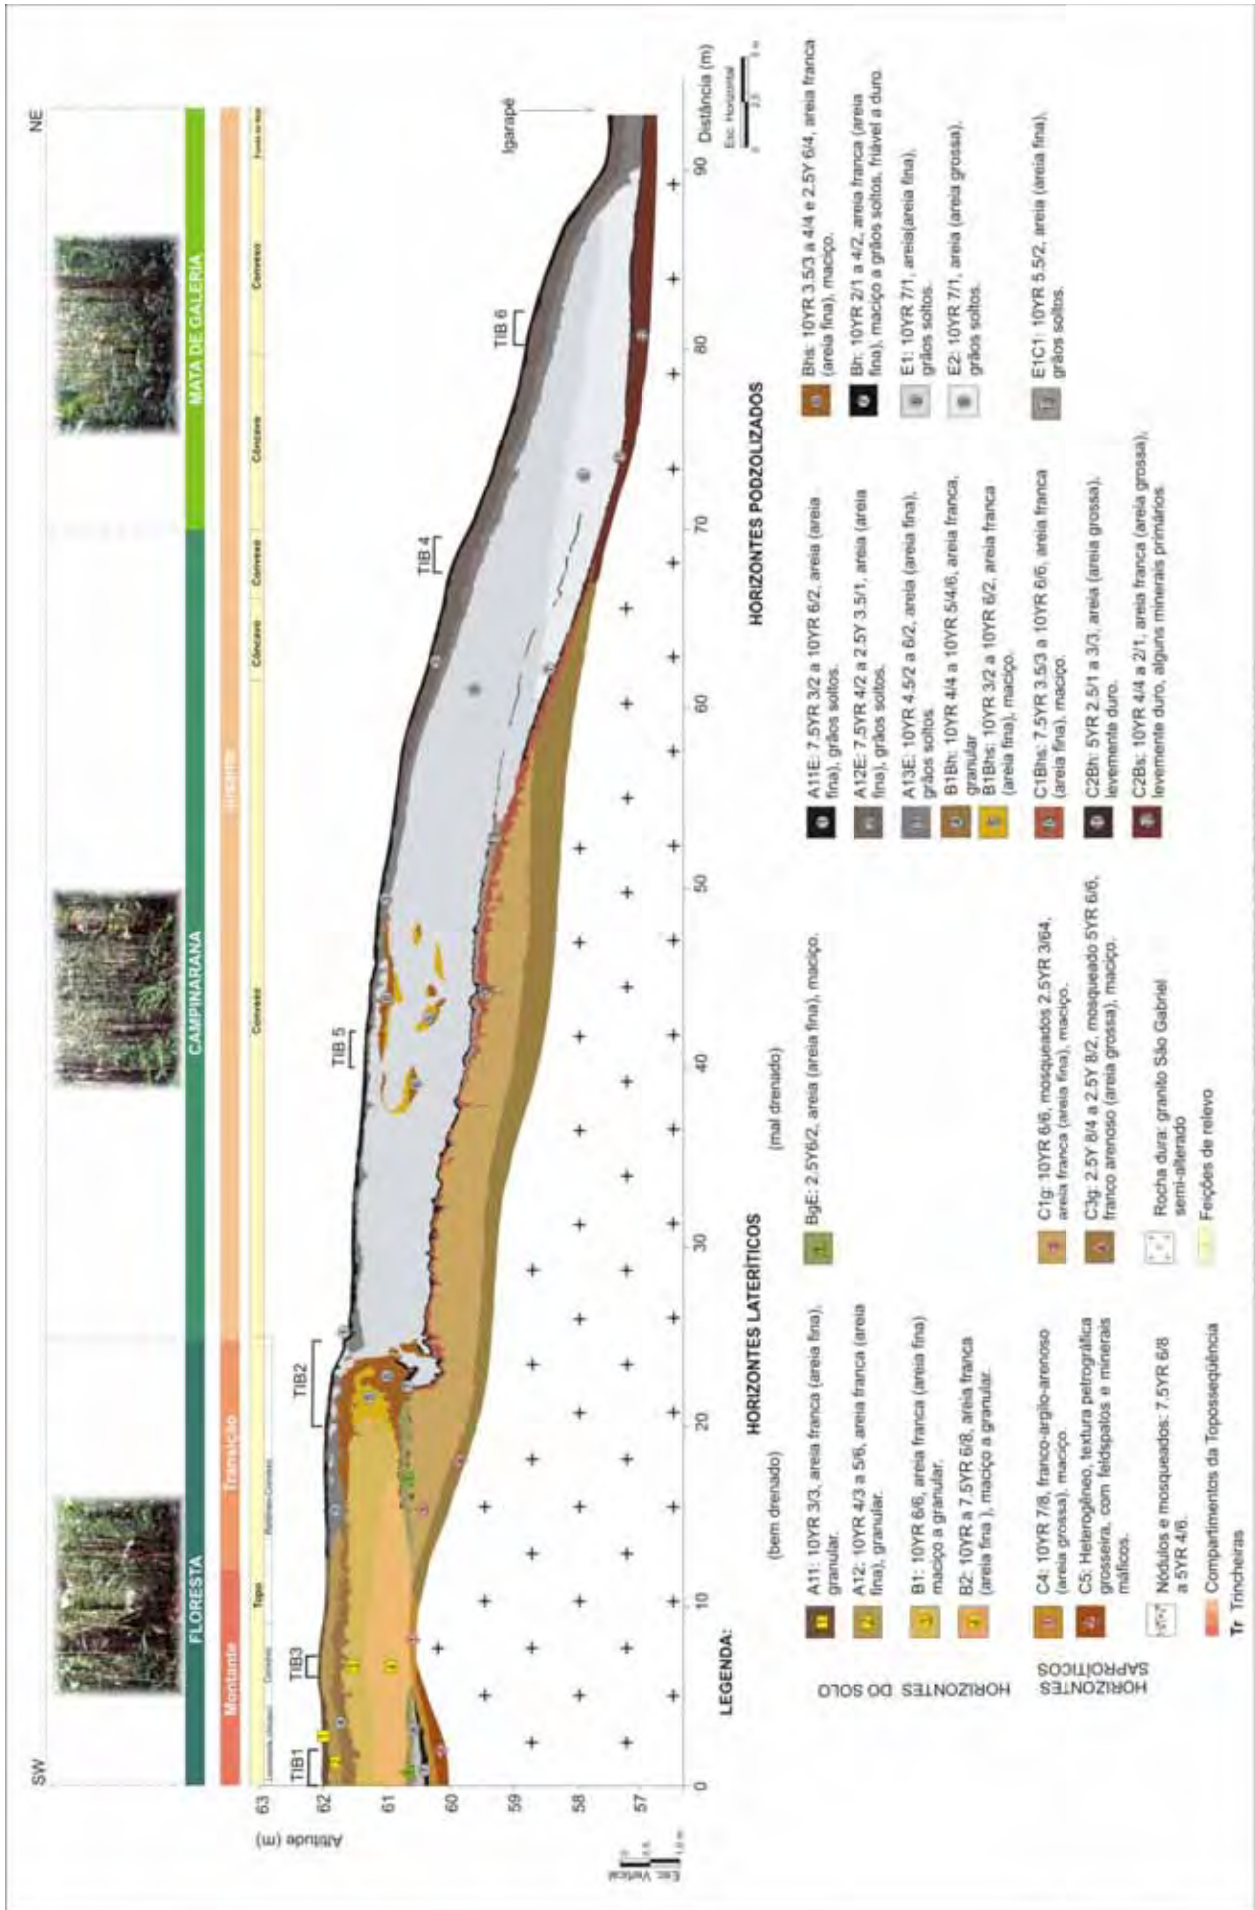 SW
NE
FLORESTA
CAMPINARANA
MATA DE GALERIA
Montante
Transição
Jusante
Topo
Convexo
Côncavo
Convexo
Côncavo
Convexo
TIB1
TIB3
TIB2
TIB 5
TIB 4
TIB 6
Igarapé
Altitude (m)
63
62
61
60
59
58
57
0
10
20
30
40
50
60
70
80
90
Distância (m)
Esc. Horizontal
0
2,5
5 m
Esc. Vertical
LEGENDA:
HORIZONTES LATERÍTICOS
(bem drenado)
(mal drenado)
HORIZONTES DO SOLO
A11: 10YR 3/3, areia franca (areia fina),
granular.
A12: 10YR 4/3 a 5/6, areia franca (areia
fina), granular.
B1: 10YR 6/6, areia franca (areia fina)
maciço a granular.
B2: 10YR a 7.5YR 6/8, areia franca
(areia fina ), maciço a granular.
BgE: 2.5Y6/2, areia (areia fina), maciço.
HORIZONTES
SAPROÍTICOS
C4: 10YR 7/8, franco-argilo-arenoso
(areia grossa), maciço.
C5: Heterogêneo, textura petrográfica
grosseira, com feldspalos e minerais
máficos.
C1g: 10YR 6/6, mosqueados 2.5YR 3/64,
areia franca (areia fina), maciço.
C3g: 2.5Y 8/4 a 2.5Y 8/2, mosqueado 5YR 6/6,
franco arenoso (areia grossa), maciço.
Nódulos e mosqueados: 7.5YR 6/8
a 5YR 4/6.
Rocha dura: granito São Gabriel
semi-alterado
Compartimentos da Toposseqüência
Feições de relevo
Tr Trincheiras
HORIZONTES PODZOLIZADOS
A11E: 7.5YR 3/2 a 10YR 6/2, areia (areia
fina), grãos soltos.
A12E: 7.5YR 4/2 a 2.5Y 3.5/1, areia (areia
fina), grãos soltos.
A13E: 10YR 4.5/2 a 6/2, areia (areia fina),
grãos soltos.
B1Bh: 10YR 4/4 a 10YR 5/4/6, areia franca,
granular
B1Bhs: 10YR 3/2 a 10YR 6/2, areia franca
(areia fina), maciço.
C1Bhs: 7.5YR 3.5/3 a 10YR 6/6, areia franca
(areia fina), maciço.
C2Bh: 5YR 2.5/1 a 3/3, areia (areia grossa),
levemente duro.
C2Bs: 10YR 4/4 a 2/1, areia franca (areia grossa),
levemente duro, alguns minerais primários.
Bhs: 10YR 3.5/3 a 4/4 e 2.5Y 6/4, areia franca
(areia fina), maciço.
Bh: 10YR 2/1 a 4/2, areia franca (areia
fina), maciço a grãos soltos, friável a duro.
E1: 10YR 7/1, areia(areia fina),
grãos soltos.
E2: 10YR 7/1, areia (areia grossa),
grãos soltos.
E1C1: 10YR 5.5/2, areia (areia fina),
grãos soltos.